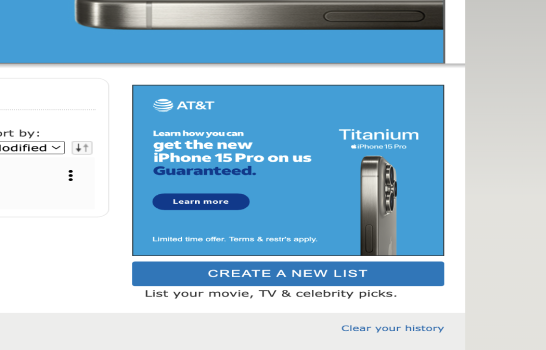 ort by:
Modified
AT&T
Learn how you can
get the new
iPhone 15 Pro on us
Guaranteed.
Learn more
Limited time offer. Terms & restr's apply.
Titanium
iPhone 15 Pro
CREATE A NEW LIST
List your movie, TV & celebrity picks.
Clear your history